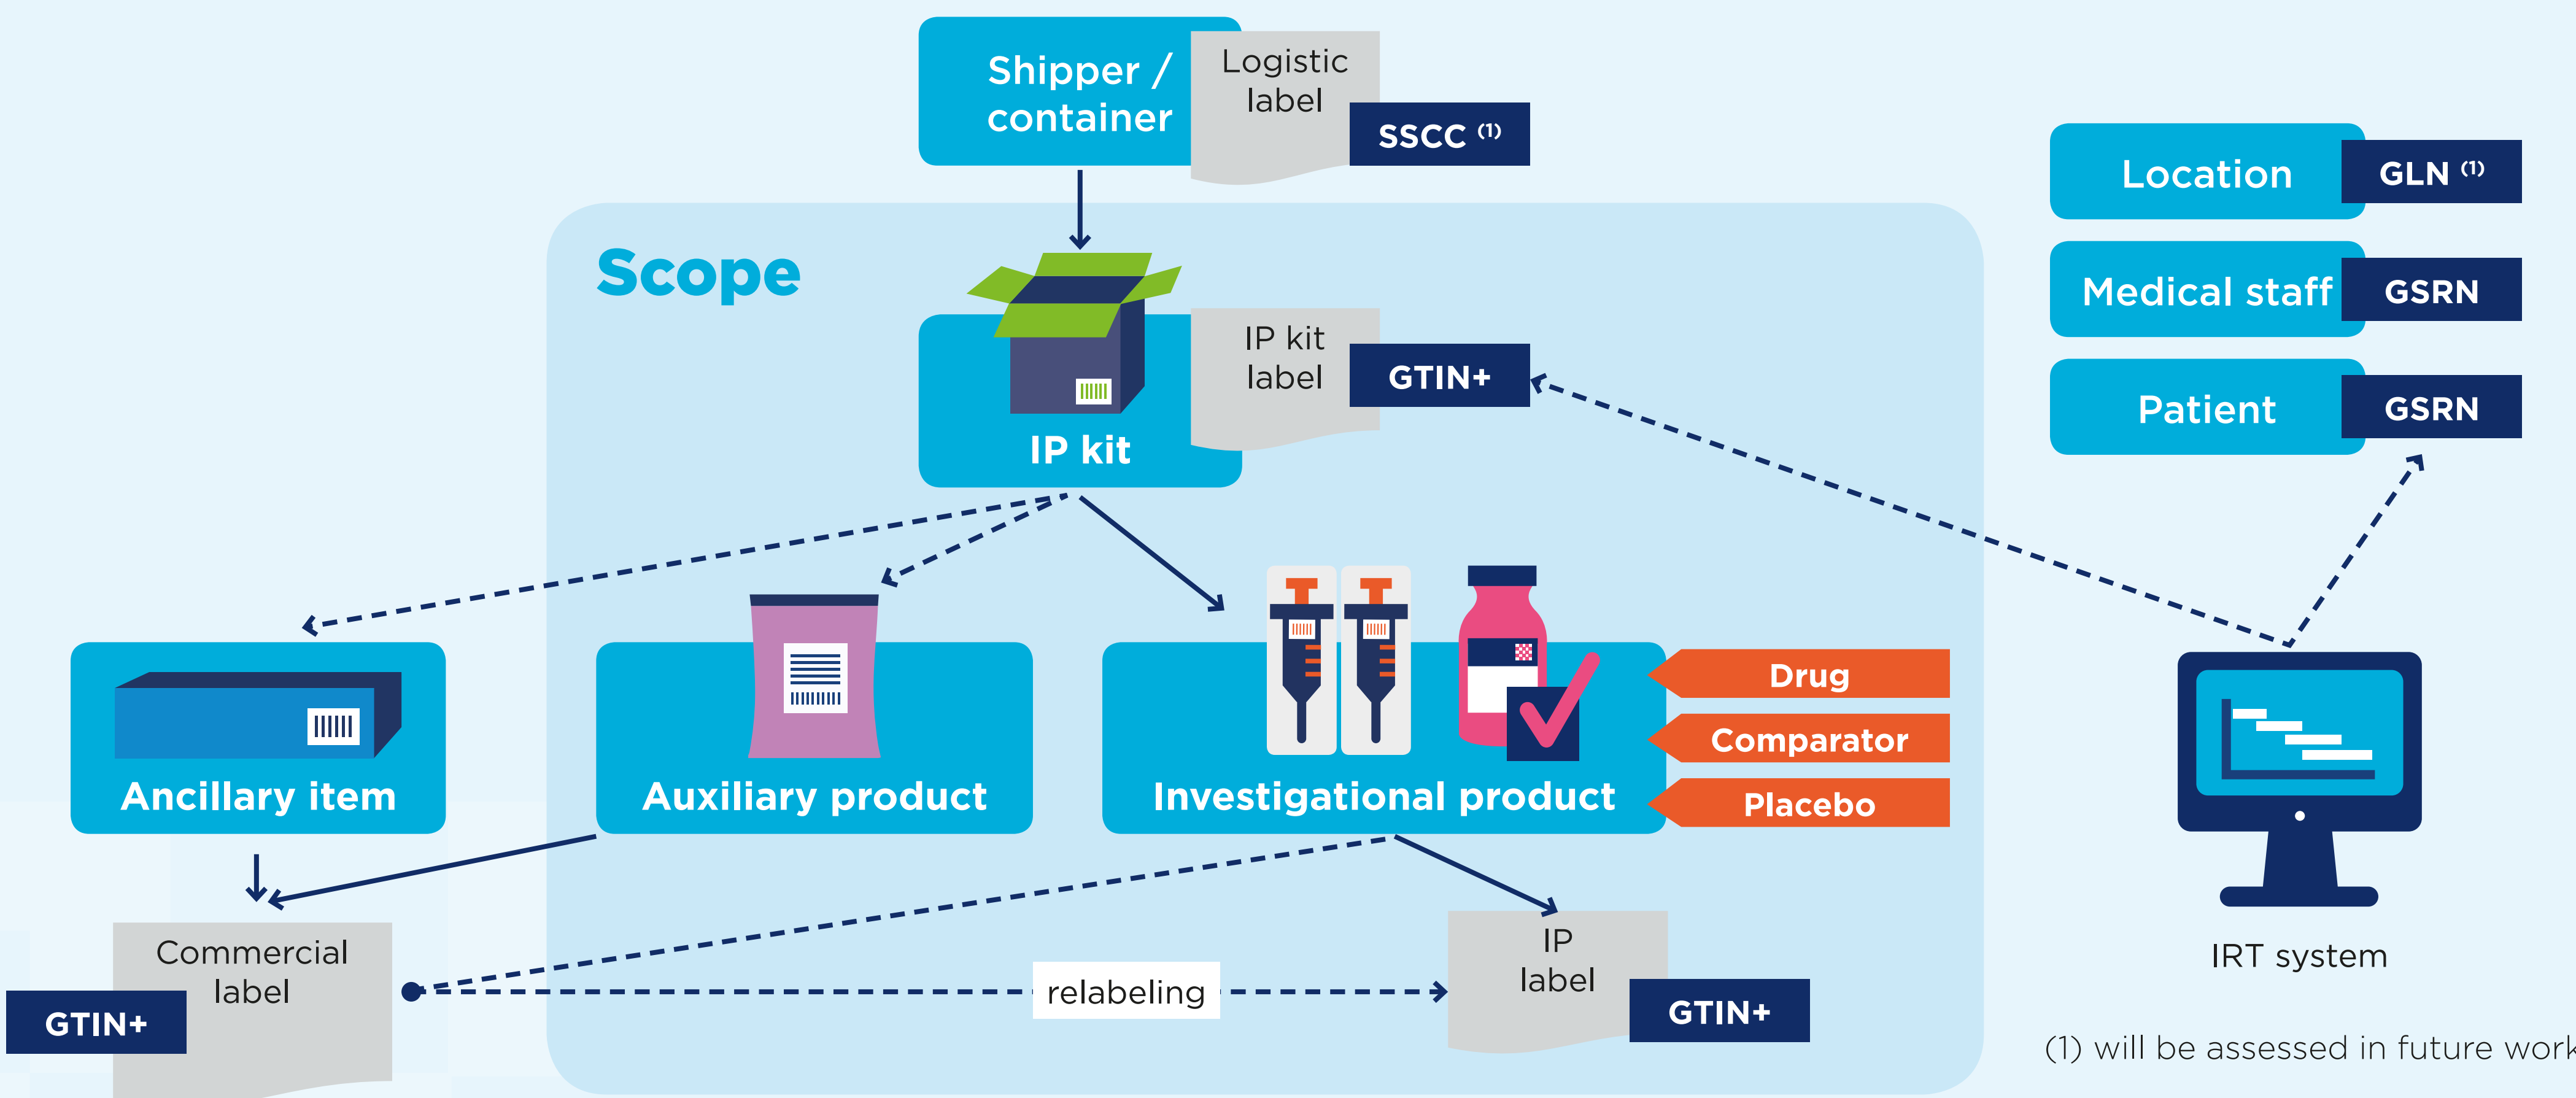 Shipper /
container
Logistic
label
SSCC (1)
Location
GLN (1)
Medical staff
GSRN
Patient
GSRN
Scope
IP kit
label
GTIN+
IP kit
Ancillary item
Auxiliary product
Investigational product
Drug
Comparator
Placebo
Commercial
label
GTIN+
relabeling
IP
label
GTIN+
IRT system
(1) will be assessed in future work